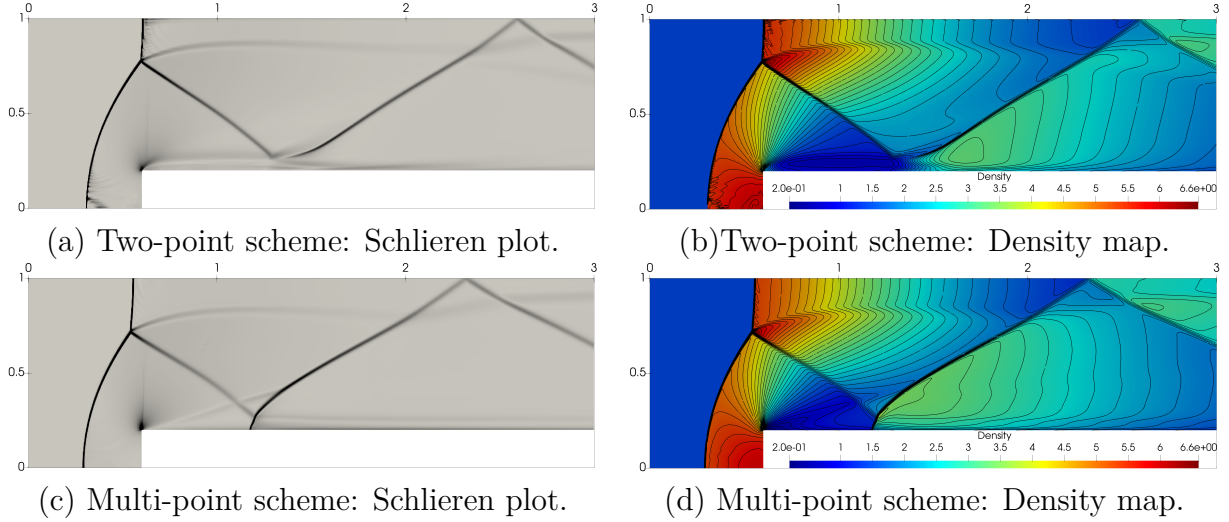 0 1 2 3 0 1 2 3
1 1
0.5 0.5
Density
2.0e-01 1 1.5 2 2.5 3 3.5 4 4.5 5 5.5 6 6.6e+00
0 0
(a) Two-point scheme: Schlieren plot. (b)Two-point scheme: Density map.
0 1 2 3 0 1 2 3
1 1
0.5 0.5
Density
2.0e-01 1 1.5 2 2.5 3 3.5 4 4.5 5 5.5 6 6.6e+00
0 0
(c) Multi-point scheme: Schlieren plot. (d) Multi-point scheme: Density map.